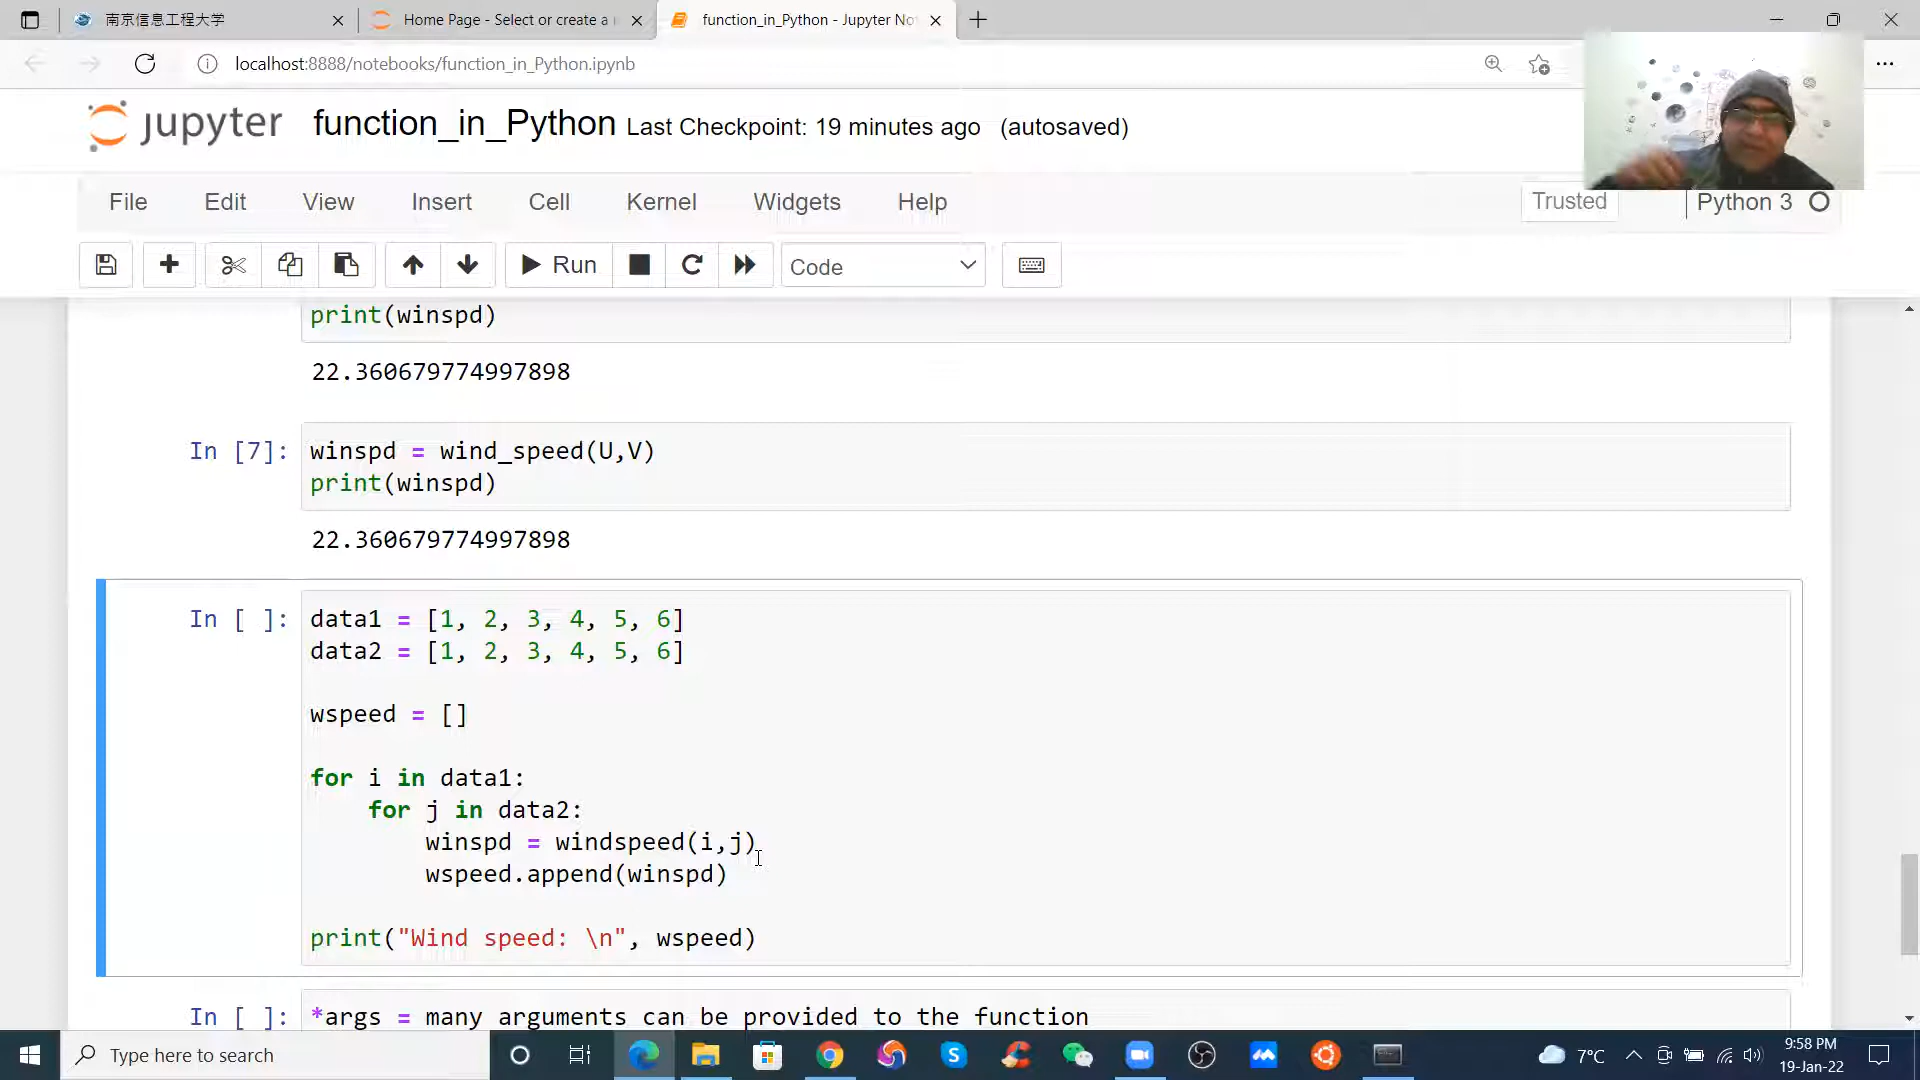 南京信息工程大学
Home Page - Select or create a
function_in_Python - Jupyter No
localhost:8888/notebooks/function_in_Python.ipynb
jupyter function_in_Python Last Checkpoint: 19 minutes ago (autosaved)
File Edit View Insert Cell Kernel Widgets Help Trusted Python 3
Run Code
print(winspd)
22.360679774997898
In [7]: winspd = wind_speed(U,V)
print(winspd)
22.360679774997898
In [ ]: data1 = [1, 2, 3, 4, 5, 6]
data2 = [1, 2, 3, 4, 5, 6]
wspeed = []
for i in data1:
for j in data2:
winspd = windspeed(i,j)
wspeed.append(winspd)
print("Wind speed: \n", wspeed)
In [ ]: *args = many arguments can be provided to the function
Type here to search
7°C
9:58 PM
19-Jan-22